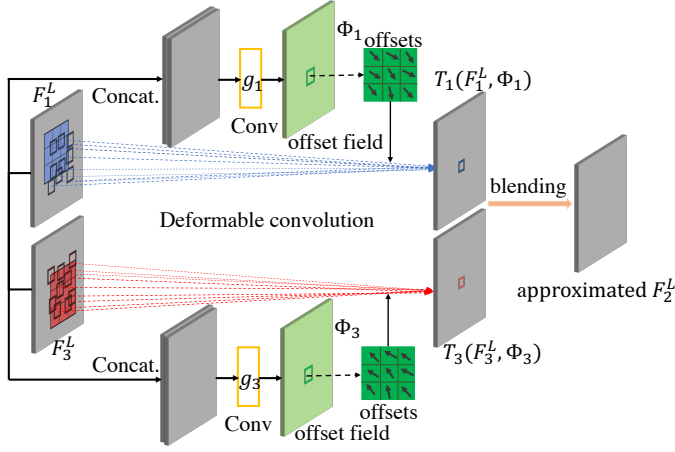 Φ₁
offsets
F₁ᴸ
Concat.
g₁
T₁(F₁ᴸ, Φ₁)
Conv
offset field
blending
Deformable convolution
approximated F₂ᴸ
F₃ᴸ
Φ₃
T₃(F₃ᴸ, Φ₃)
Concat.
g₃
offsets
Conv
offset field